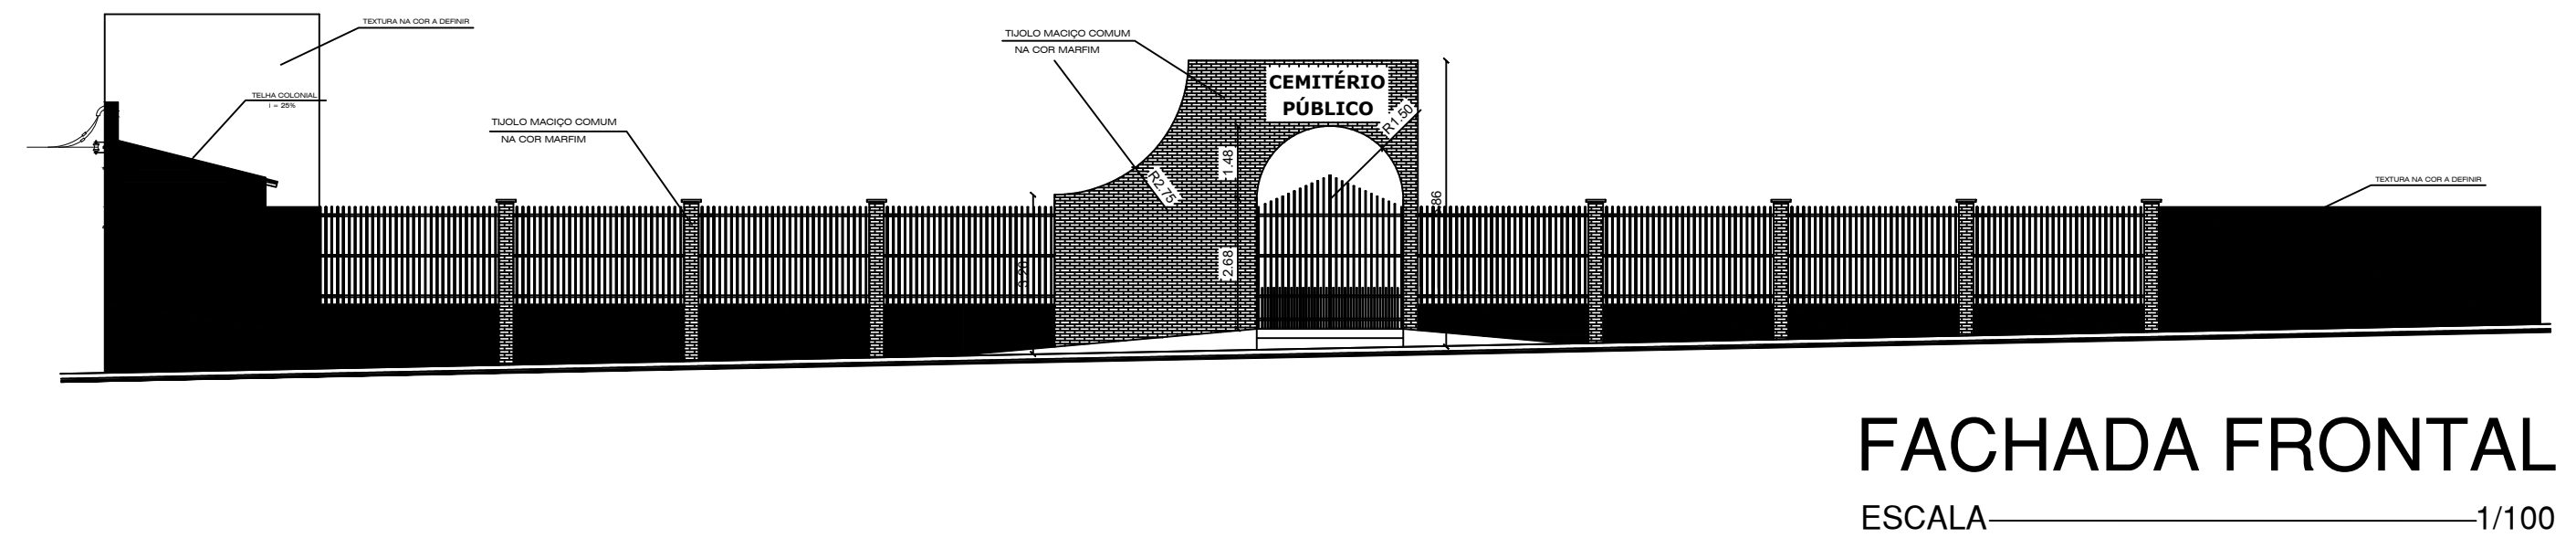 TEXTURA NA COR A DEFINIR
TELHA COLONIAL
i = 25%
TIJOLO MACIÇO COMUM
NA COR MARFIM
TIJOLO MACIÇO COMUM
NA COR MARFIM
CEMITÉRIO
PÚBLICO
R1.50
R2.75
1.48
2.68
3.20
TEXTURA NA COR A DEFINIR
FACHADA FRONTAL
ESCALA 1/100